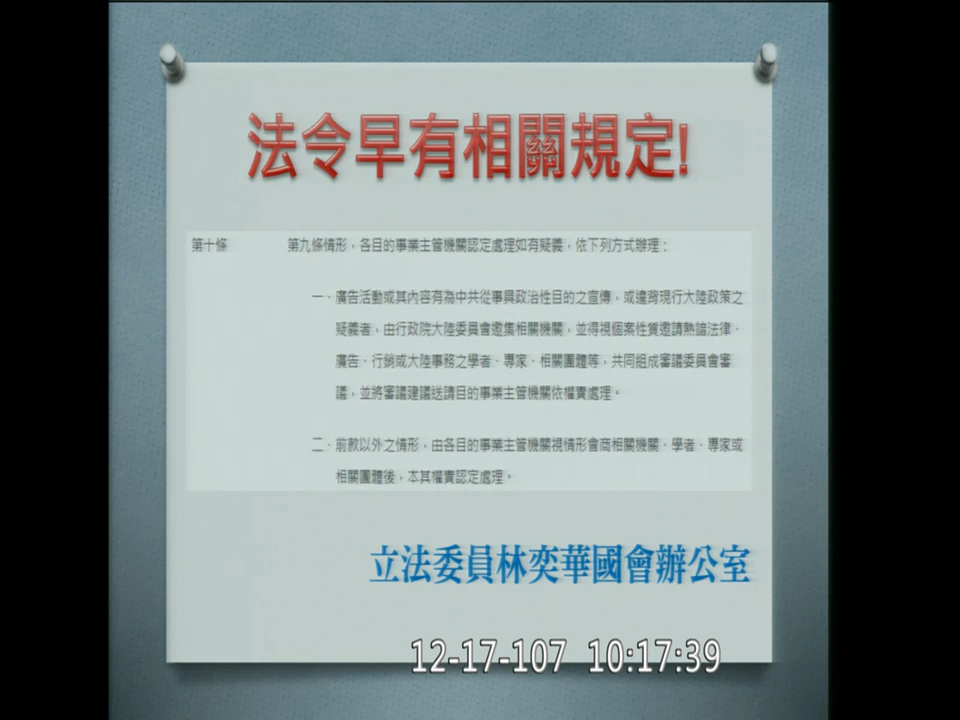 法令早有相關規定!
第十條 第九條情形，各目的事業主管機關認定處理如有疑義，依下列方式辦理：
一、廣告活動或其內容有為中共從事具政治性目的之宣傳，或違背現行大陸政策之
疑義者，由行政院大陸委員會邀集相關機關，並得視個案性質邀請熟諳法律、
廣告、行銷或大陸事務之學者、專家、相關團體等，共同組成審議委員會審
議，並將審議建議送請目的事業主管機關依權責處理。
二、前款以外之情形，由各目的事業主管機關視情形會商相關機關、學者、專家或
相關團體後，本其權責認定處理。
立法委員林奕華國會辦公室
12-17-107 10:17:39